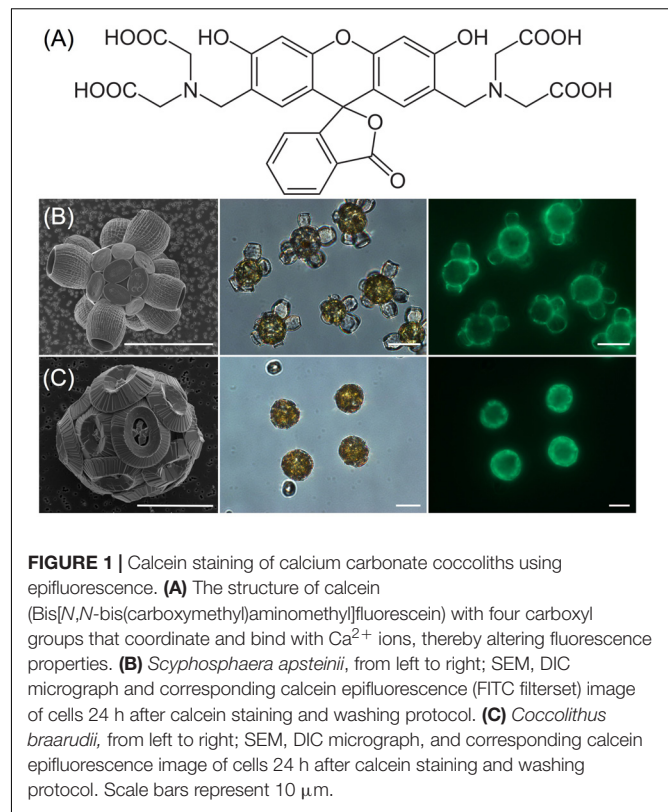 (A)
HOOC
HO
O
OH
COOH
HOOC
N
N
COOH
O
O
(B)
(C)
FIGURE 1 | Calcein staining of calcium carbonate coccoliths using
epifluorescence. (A) The structure of calcein
(Bis[N,N-bis(carboxymethyl)aminomethyl]fluorescein) with four carboxyl
groups that coordinate and bind with Ca²⁺ ions, thereby altering fluorescence
properties. (B) Scyphosphaera apsteinii, from left to right; SEM, DIC
micrograph and corresponding calcein epifluorescence (FITC filterset) image
of cells 24 h after calcein staining and washing protocol. (C) Coccolithus
braarudii, from left to right; SEM, DIC micrograph, and corresponding calcein
epifluorescence image of cells 24 h after calcein staining and washing
protocol. Scale bars represent 10 μm.